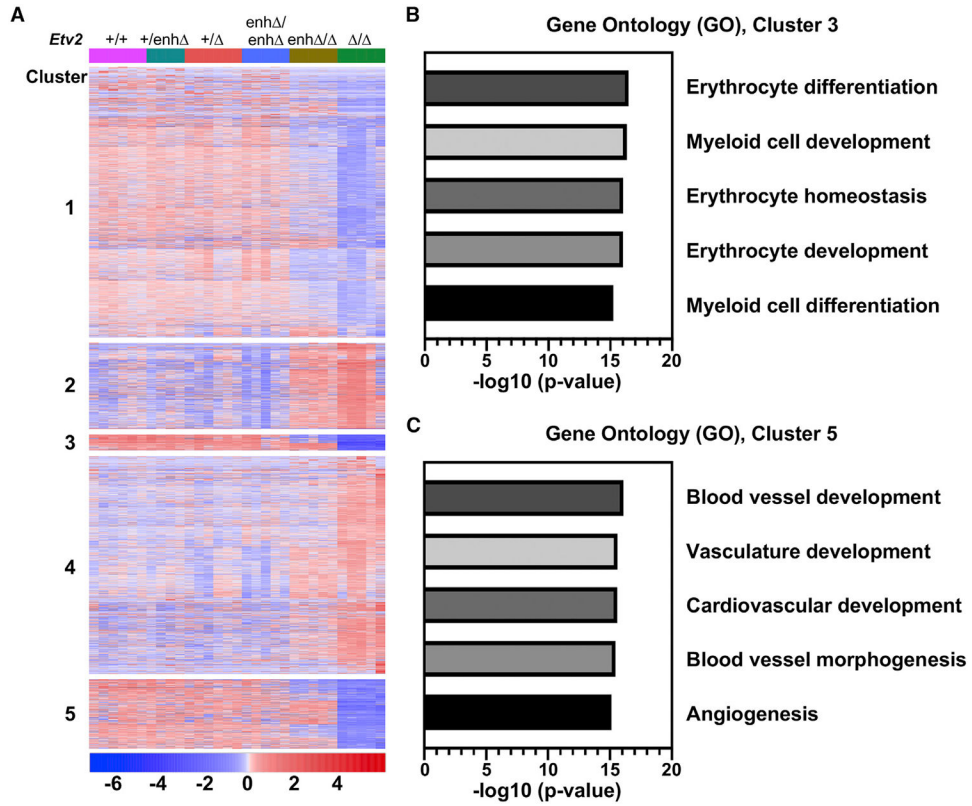 A
Etv2 +/+ +/enhΔ +/Δ enhΔ/ enhΔ enhΔ/Δ Δ/Δ
Cluster
1
2
3
4
5
-6 -4 -2 0 2 4
B
Gene Ontology (GO), Cluster 3
Erythrocyte differentiation
Myeloid cell development
Erythrocyte homeostasis
Erythrocyte development
Myeloid cell differentiation
0 5 10 15 20
-log10 (p-value)
C
Gene Ontology (GO), Cluster 5
Blood vessel development
Vasculature development
Cardiovascular development
Blood vessel morphogenesis
Angiogenesis
0 5 10 15 20
-log10 (p-value)